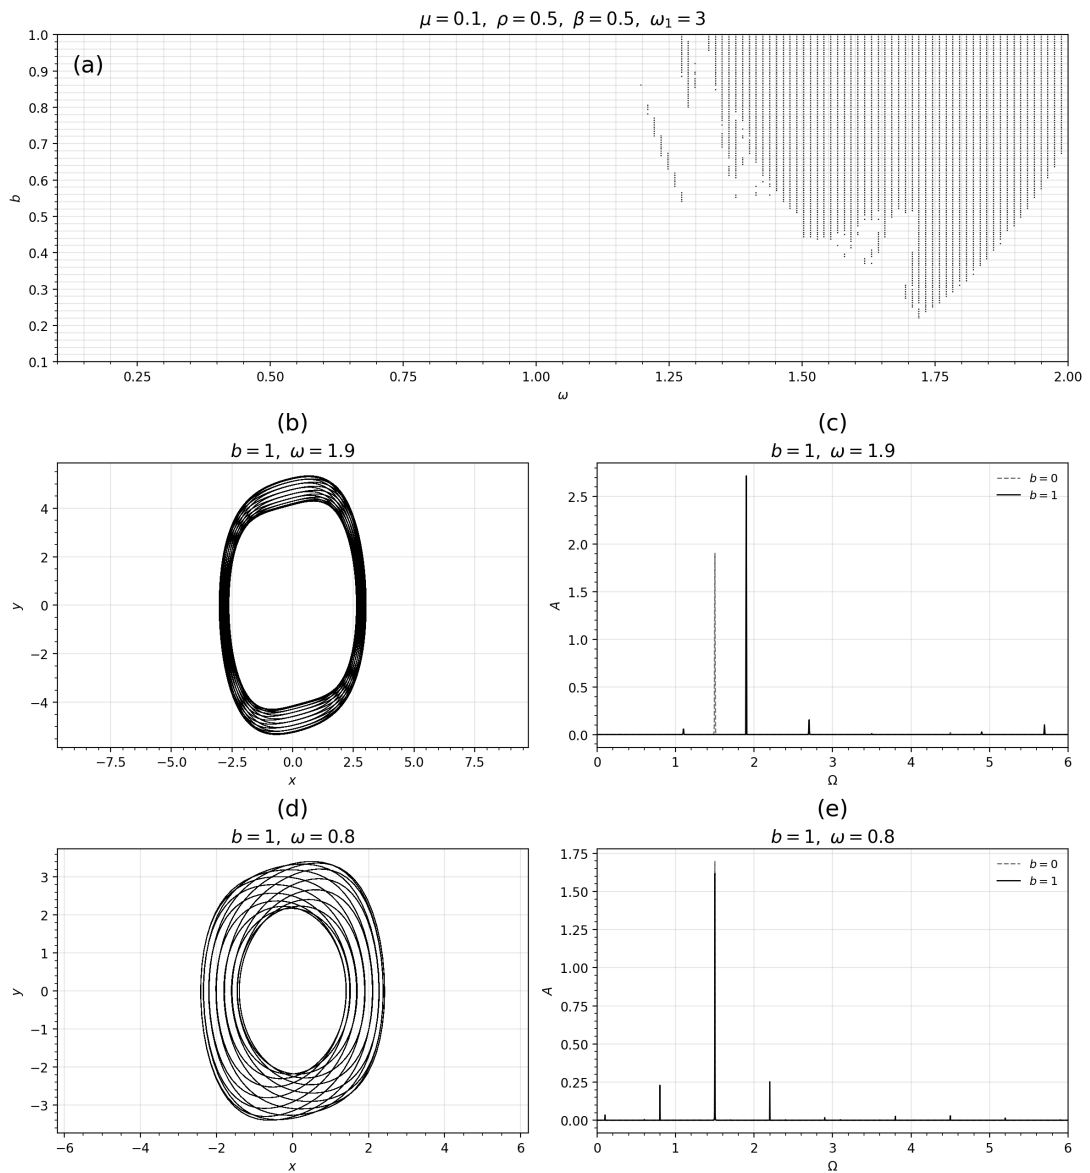 μ = 0.1, ρ = 0.5, β = 0.5, ω₁ = 3
(a)
1.0
0.9
0.8
0.7
0.6
0.5
0.4
0.3
0.2
0.1
b
0.25 0.50 0.75 1.00 1.25 1.50 1.75 2.00
ω
(b)
b = 1, ω = 1.9
4
2
0
−2
−4
y
−7.5 −5.0 −2.5 0.0 2.5 5.0 7.5
x
(c)
b = 1, ω = 1.9
b = 0
b = 1
2.5
2.0
1.5
1.0
0.5
0.0
A
0 1 2 3 4 5 6
Ω
(d)
b = 1, ω = 0.8
3
2
1
0
−1
−2
−3
y
−6 −4 −2 0 2 4 6
x
(e)
b = 1, ω = 0.8
b = 0
b = 1
1.75
1.50
1.25
1.00
0.75
0.50
0.25
0.00
A
0 1 2 3 4 5 6
Ω